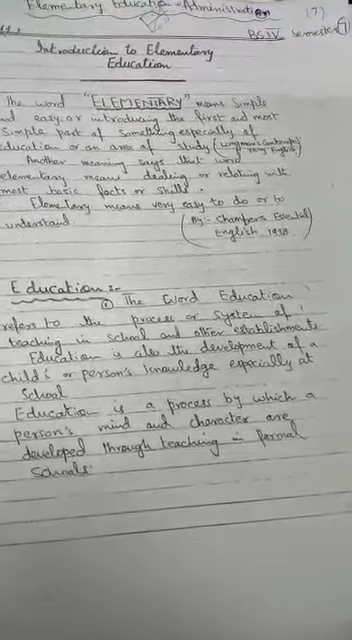 Elementary Education - Administration (7)
BSIV Semester
Introduction to Elementary
Education
The word "ELEMENTARY" means Simple
and easy or introducing the first and most
Simple part of Something especially of
education or an area of study (Longman's
English)
Another meaning says that word
elementary means dealing or relating with
most basic facts or skills.
Elementary means very easy to do or to
understand (By:- Chambers
English 1998)
Education:-
① The Word Education
refers to the process or system of
teaching in school and other establishments
Education is also the development of a
child's or person's knowledge especially at
School
Education is a process by which a
person's mind and character are
developed through teaching in formal
Schools.